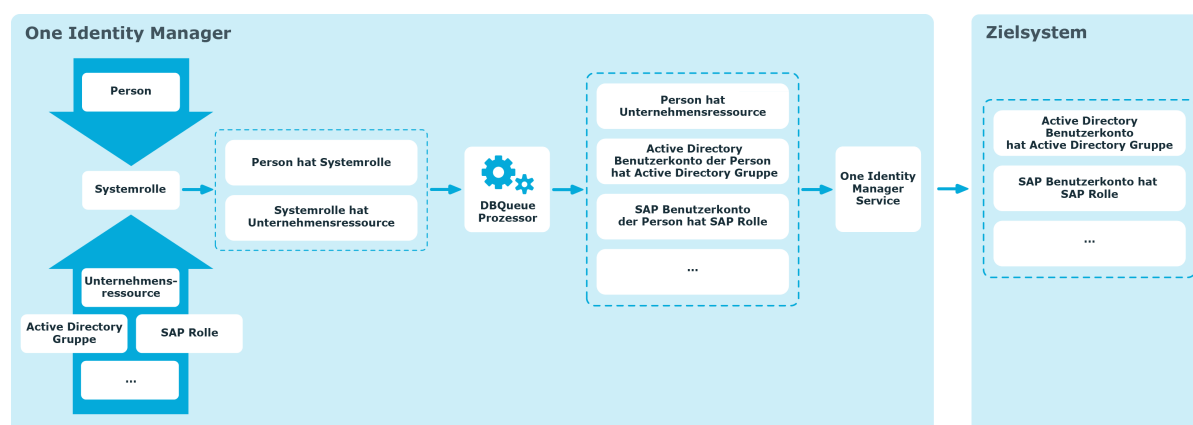 One Identity Manager
Person
Systemrolle
Unternehmens-
ressource
Active Directory
Gruppe
SAP Rolle
...
Person hat Systemrolle
Systemrolle hat
Unternehmensressource
DBQueue
Prozessor
Person hat
Unternehmensressource
Active Directory
Benutzerkonto der Person
hat Active Directory Gruppe
SAP Benutzerkonto
der Person hat SAP Rolle
...
One Identity
Manager
Service
Zielsystem
Active Directory
Benutzerkonto
hat Active Directory Gruppe
SAP Benutzerkonto hat
SAP Rolle
...